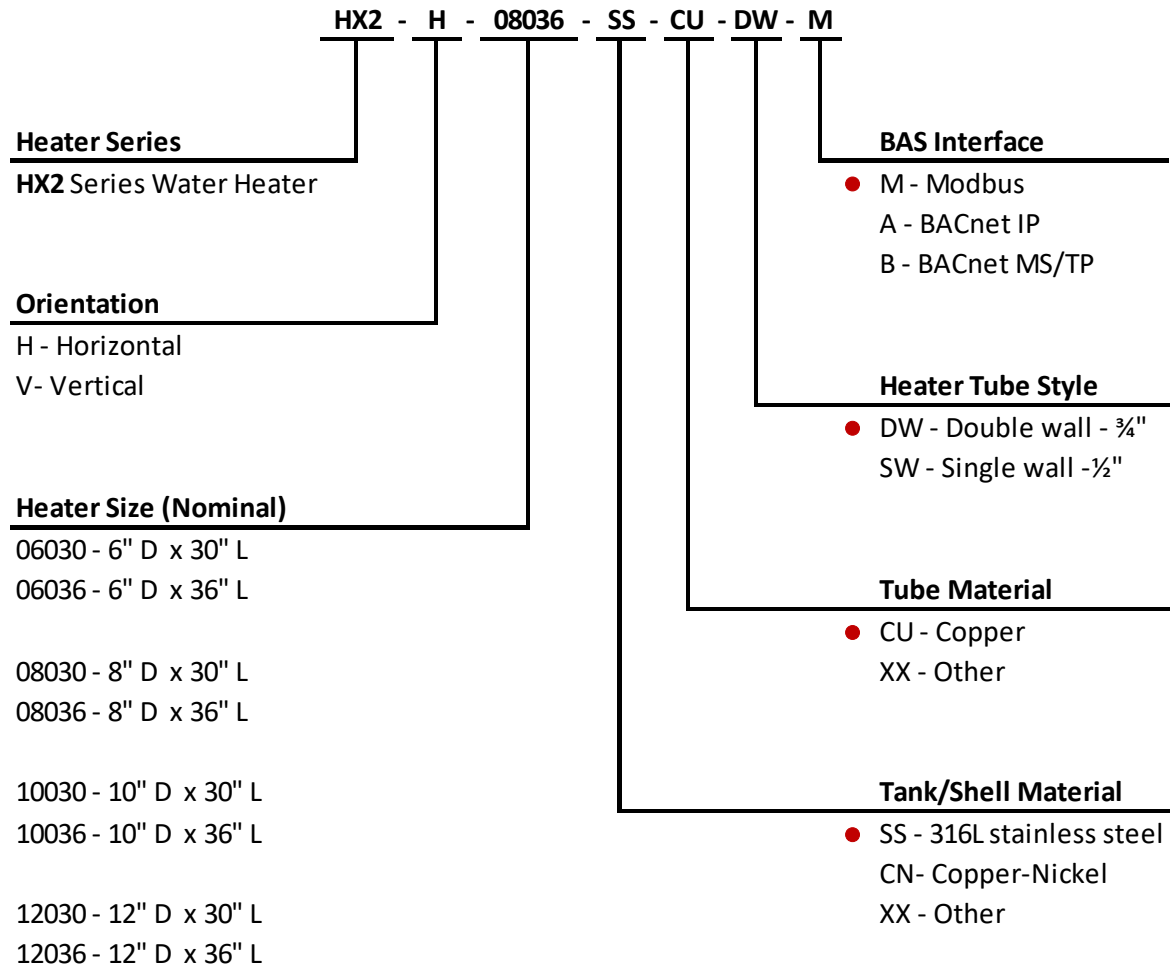 HX2 - H - 08036 - SS - CU - DW - M
Heater Series
HX2 Series Water Heater
Orientation
H - Horizontal
V- Vertical
Heater Size (Nominal)
06030 - 6" D x 30" L
06036 - 6" D x 36" L
08030 - 8" D x 30" L
08036 - 8" D x 36" L
10030 - 10" D x 30" L
10036 - 10" D x 36" L
12030 - 12" D x 30" L
12036 - 12" D x 36" L
BAS Interface
M - Modbus
A - BACnet IP
B - BACnet MS/TP
Heater Tube Style
DW - Double wall - ¾"
SW - Single wall -½"
Tube Material
CU - Copper
XX - Other
Tank/Shell Material
SS - 316L stainless steel
CN- Copper-Nickel
XX - Other